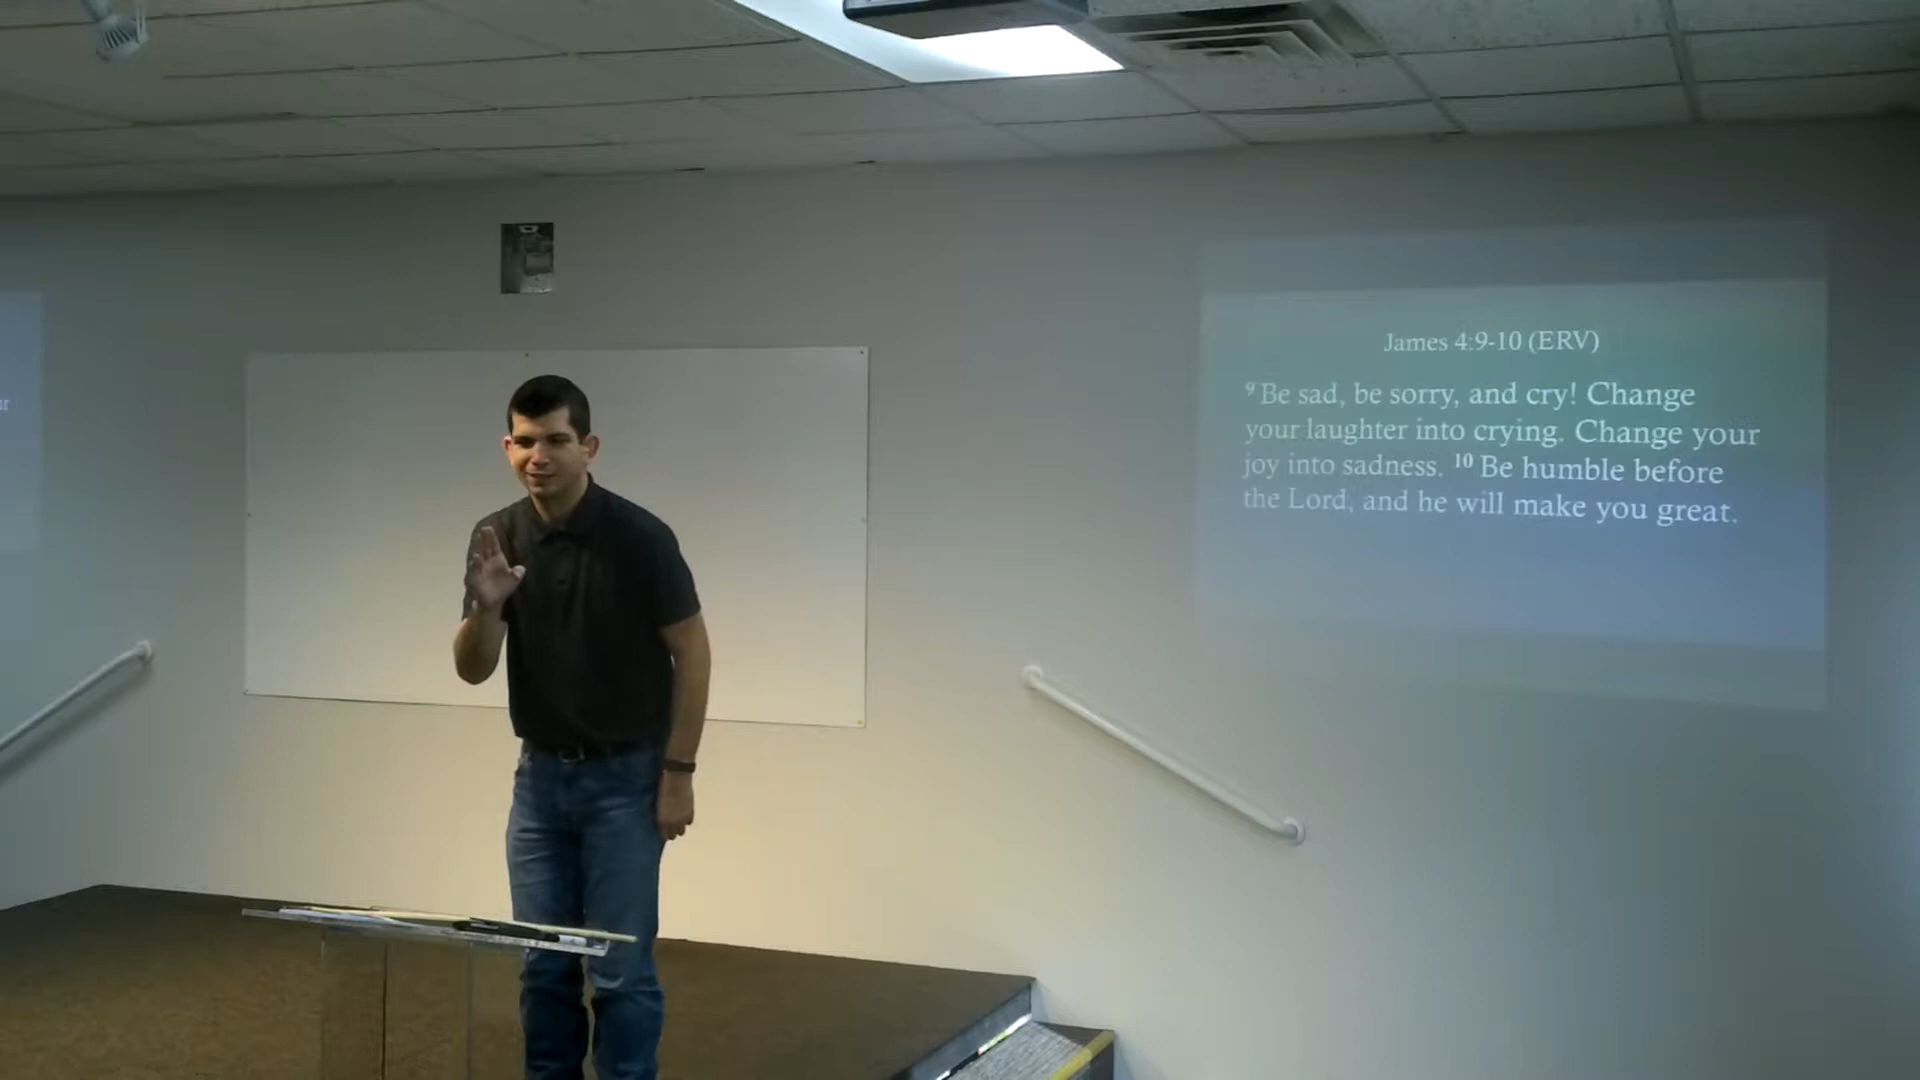 James 4:9-10 (ERV)
⁹ Be sad, be sorry, and cry! Change
your laughter into crying. Change your
joy into sadness. ¹⁰ Be humble before
the Lord, and he will make you great.